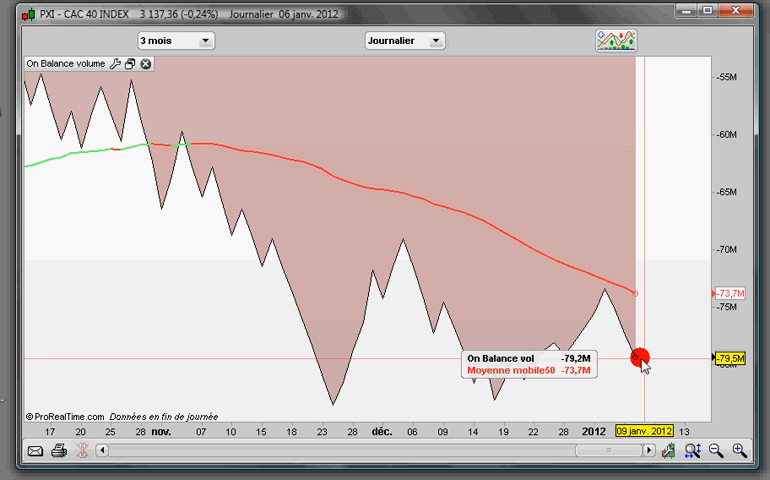 PXI - CAC 40 INDEX 3 137,36 (-0,24%) Journalier 06 janv. 2012
3 mois
Journalier
On Balance volume
-55M
-60M
-65M
-70M
-73,7M
-75M
-79,5M
On Balance vol -79,2M
Moyenne mobile50 -73,7M
© ProRealTime.com Données en fin de journée
17 20 25 28 nov. 07 10 15 18 23 28 déc. 06 09 14 19 22 28 2012 09 janv. 2012 13